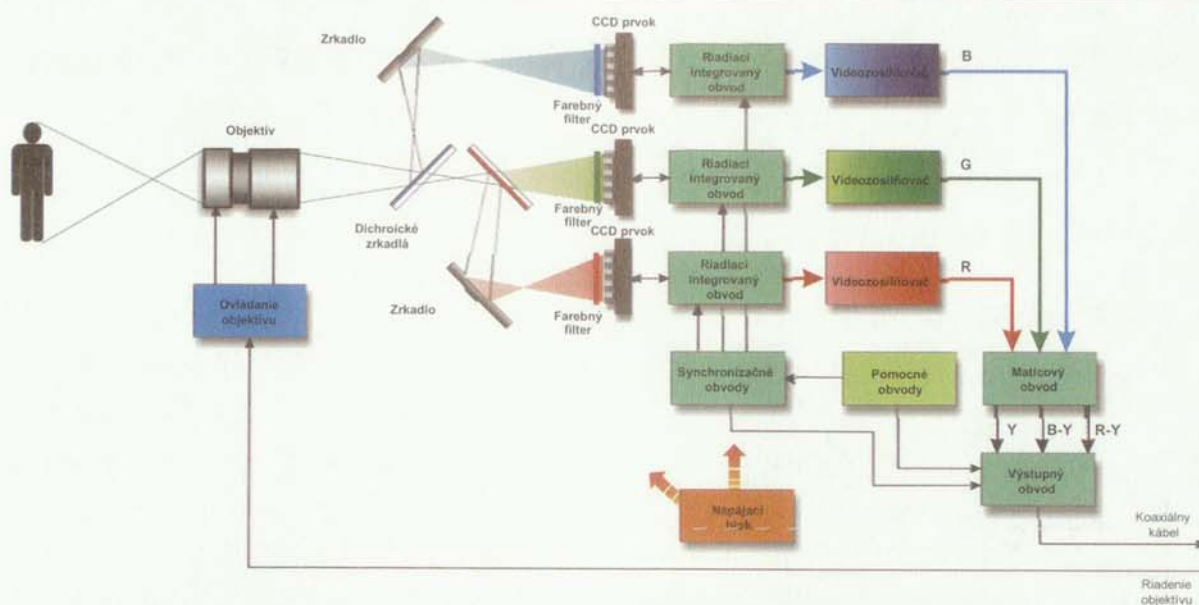 Zrkadlo
CCD prvok
Riadiaci
integrovaný
obvod
Videozosilňovač
B
Farebný
filter
Objektív
CCD prvok
Riadiaci
integrovaný
obvod
Videozosilňovač
G
Farebný
filter
Dichroické
zrkadlá
CCD prvok
Riadiaci
integrovaný
obvod
Videozosilňovač
R
Ovládanie
objektívu
Zrkadlo
Farebný
filter
Synchronizačné
obvody
Pomocné
obvody
Maticový
obvod
Y
B-Y
R-Y
Výstupný
obvod
Napájací
blok
Koaxiálny
kábel
Riadenie
objektívu